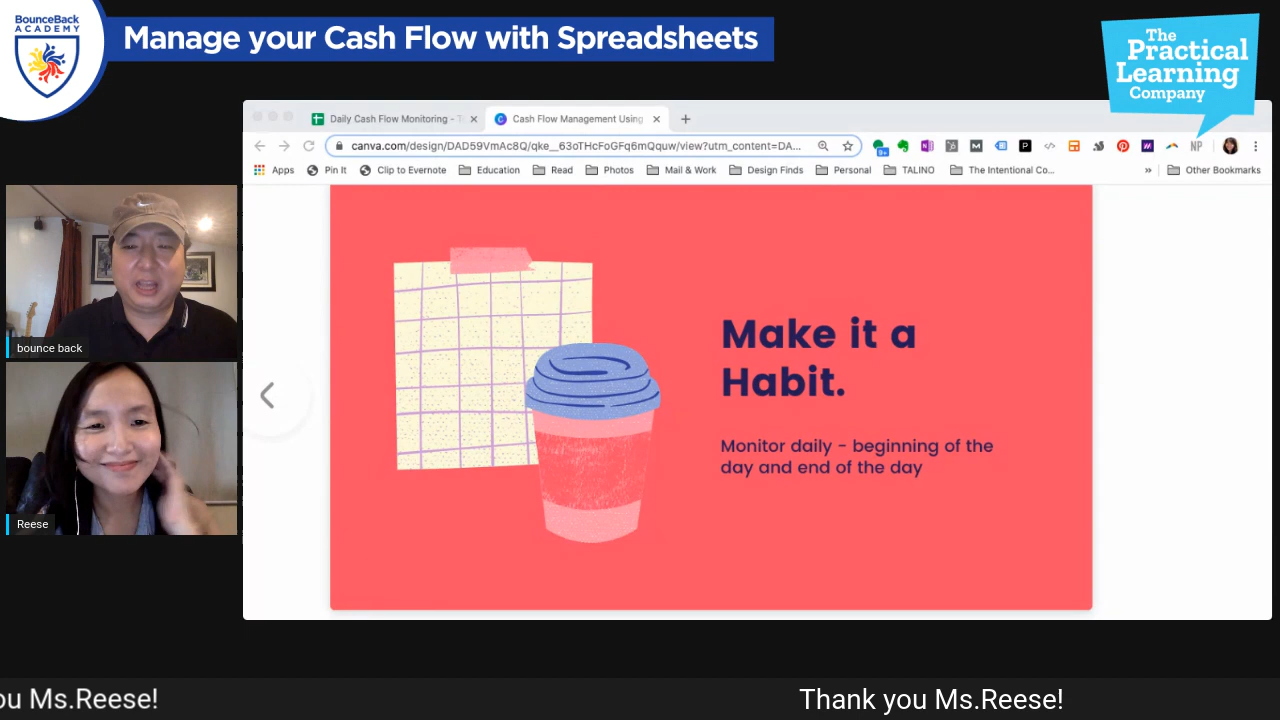 BounceBack
ACADEMY
Manage your Cash Flow with Spreadsheets
The
Practical
Learning
Company
Daily Cash Flow Monitoring -
Cash Flow Management Using
canva.com/design/DAD59VmAc8Q/qke__63oTHcFoGFq6mQquw/view?utm_content=DA...
9+
NP
Apps
Pin It
Clip to Evernote
Education
Read
Photos
Mail & Work
Design Finds
Personal
TALINO
The Intentional Co...
»
Other Bookmarks
Make it a
Habit.
Monitor daily - beginning of the
day and end of the day
bounce back
Reese
ou Ms.Reese!
Thank you Ms.Reese!